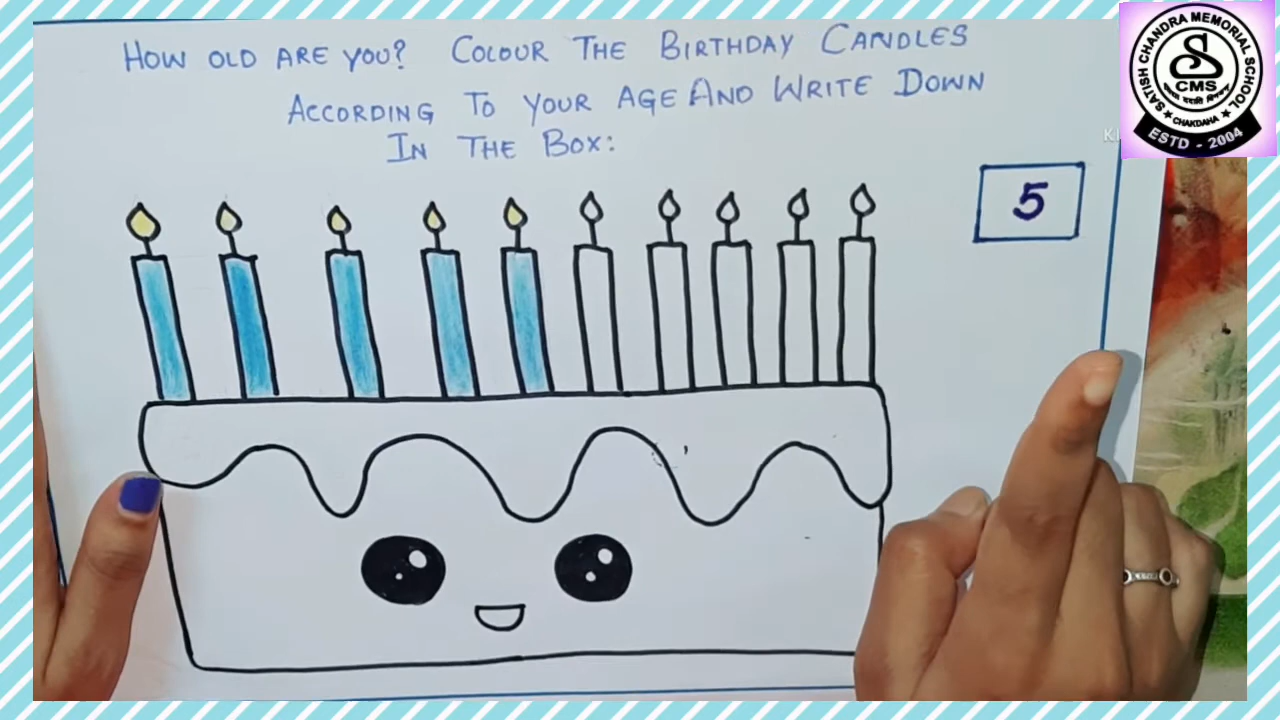 HOW OLD ARE YOU? COLOUR THE BIRTHDAY CANDLES
ACCORDING TO YOUR AGE AND WRITE DOWN
IN THE BOX:
5
SATISH CHANDRA MEMORIAL SCHOOL
S
CMS
CHAKDAHA
ESTD - 2004